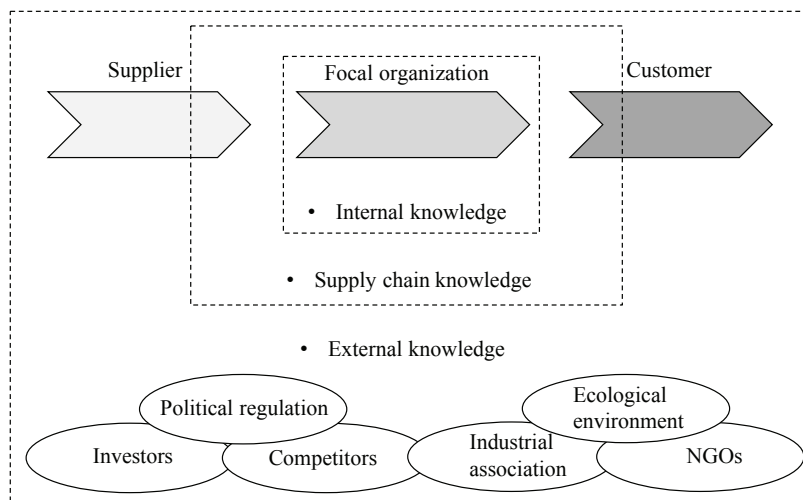 Supplier
Focal organization
Customer
• Internal knowledge
• Supply chain knowledge
• External knowledge
Political regulation
Ecological
environment
Investors
Competitors
Industrial
association
NGOs